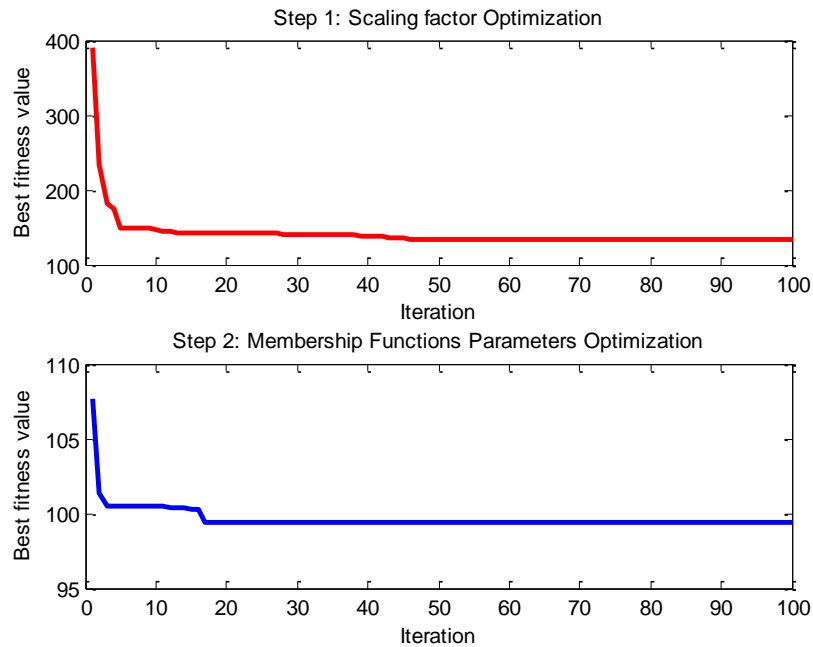 Step 1: Scaling factor Optimization
400
300
200
100
Best fitness value
0 10 20 30 40 50 60 70 80 90 100
Iteration
Step 2: Membership Functions Parameters Optimization
110
105
100
95
Best fitness value
0 10 20 30 40 50 60 70 80 90 100
Iteration